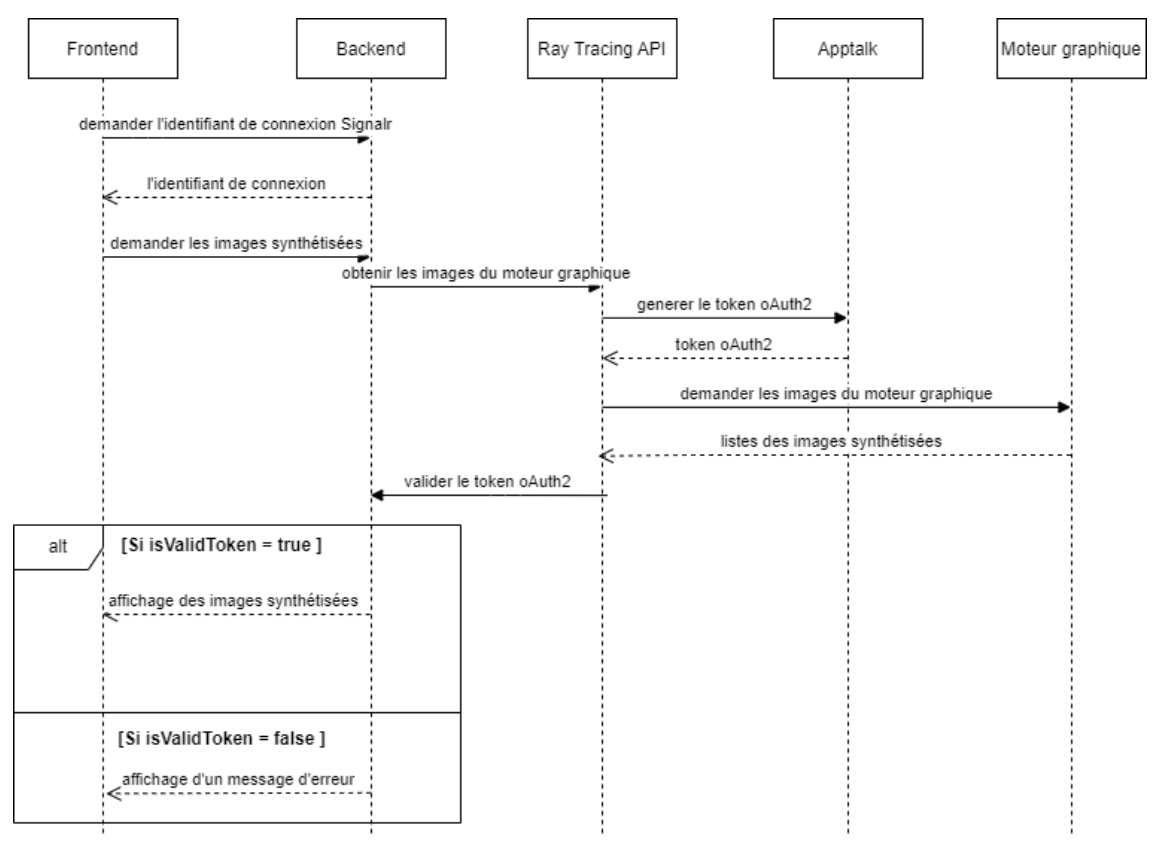 Frontend
Backend
Ray Tracing API
Apptalk
Moteur graphique
demander l'identifiant de connexion Signalr
l'identifiant de connexion
demander les images synthétisées
obtenir les images du moteur graphique
generer le token oAuth2
token oAuth2
demander les images du moteur graphique
listes des images synthétisées
valider le token oAuth2
alt
[Si isValidToken = true ]
affichage des images synthétisées
[Si isValidToken = false ]
affichage d'un message d'erreur